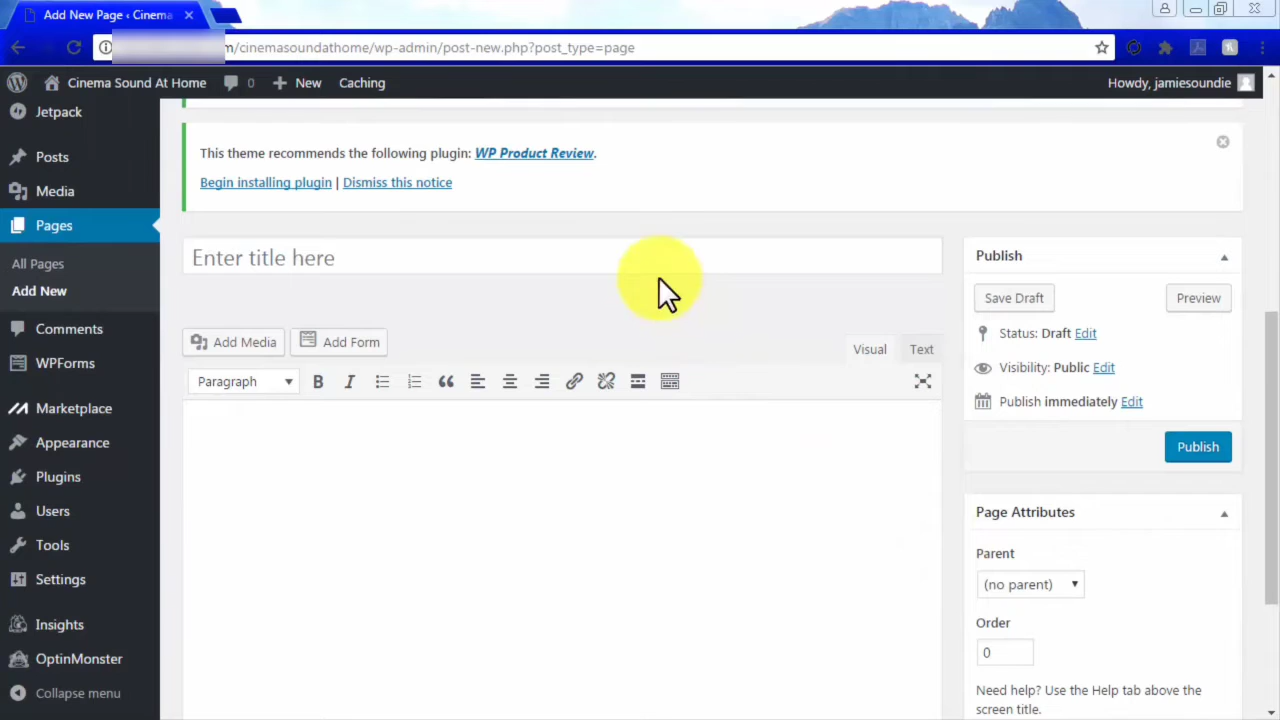 Add New Page ‹ Cinema
m/cinemasoundathome/wp-admin/post-new.php?post_type=page
Cinema Sound At Home 0 New Caching Howdy, jamiesoundie
Jetpack
Posts
Media
Pages
All Pages
Add New
Comments
WPForms
Marketplace
Appearance
Plugins
Users
Tools
Settings
Insights
OptinMonster
Collapse menu
This theme recommends the following plugin: WP Product Review.
Begin installing plugin | Dismiss this notice
Enter title here
Add Media Add Form
Visual Text
Paragraph
Publish
Save Draft Preview
Status: Draft Edit
Visibility: Public Edit
Publish immediately Edit
Publish
Page Attributes
Parent
(no parent)
Order
0
Need help? Use the Help tab above the
screen title.